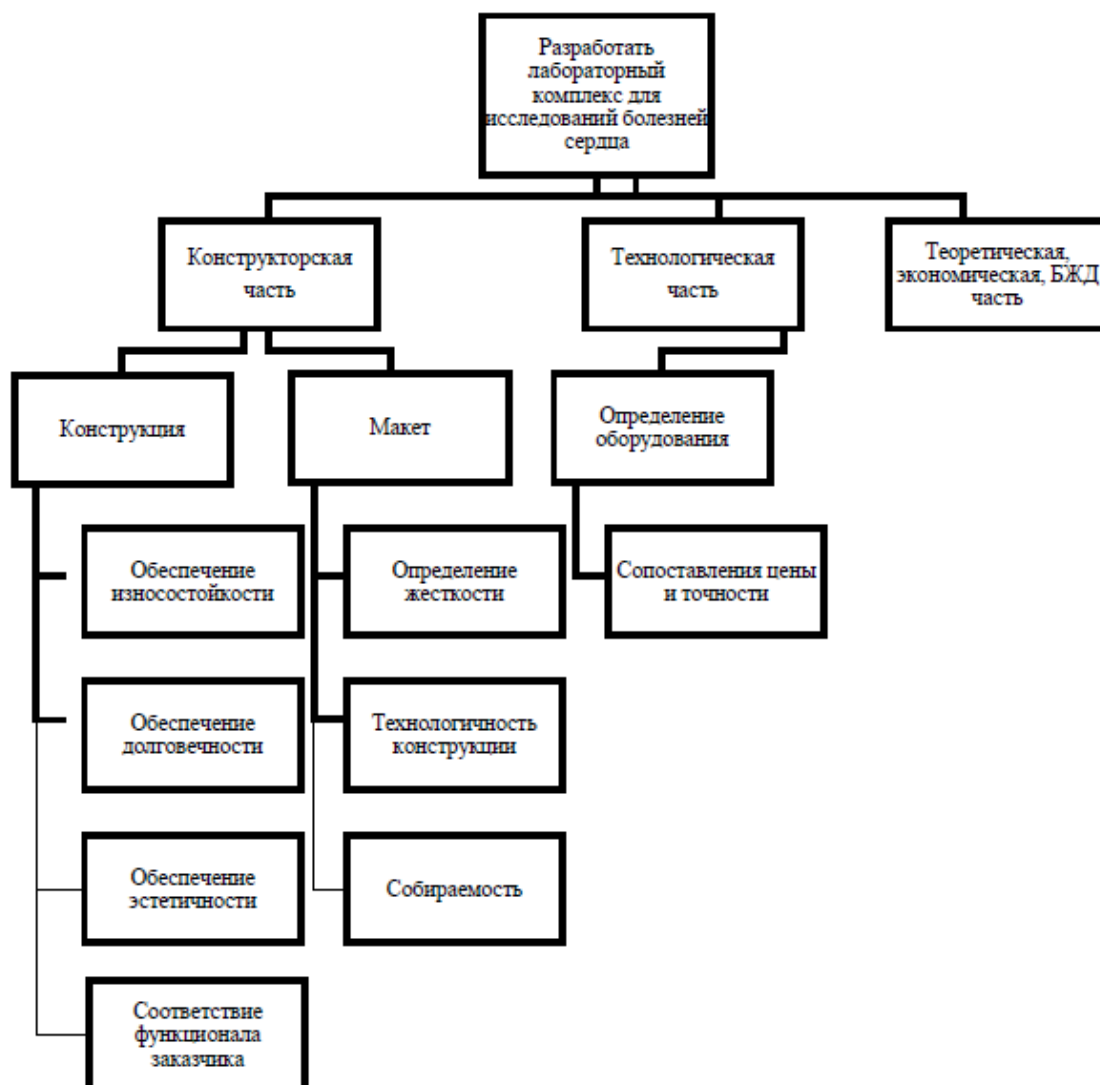 Разработать
лабораторный
комплекс для
исследований болезней
сердца
Конструкторская
часть
Технологическая
часть
Теоретическая,
экономическая, БЖД
часть
Конструкция
Макет
Определение
оборудования
Обеспечение
износостойкости
Определение
жесткости
Сопоставления цены
и точности
Обеспечение
долговечности
Технологичность
конструкции
Обеспечение
эстетичности
Собираемость
Соответствие
функционала
заказчика